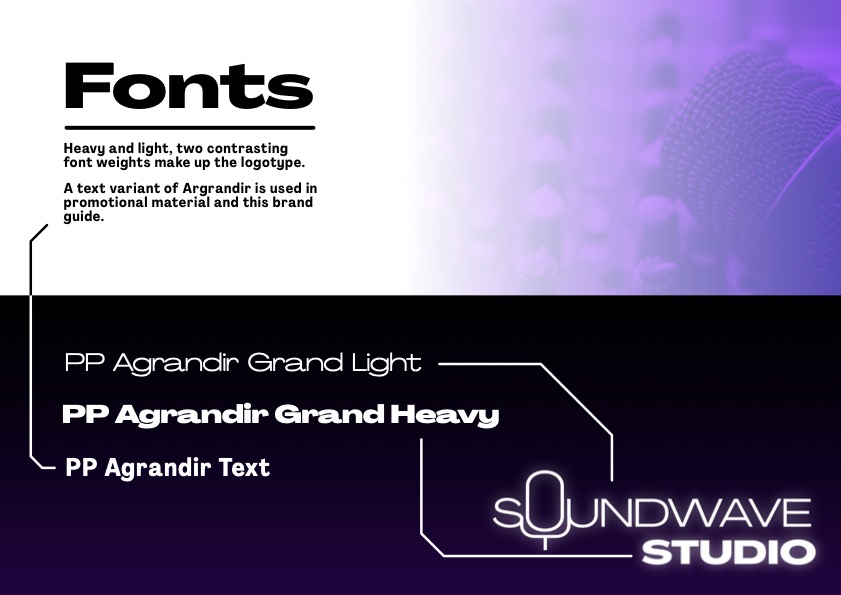 Fonts
Heavy and light, two contrasting
font weights make up the logotype.
A text variant of Argrandir is used in
promotional material and this brand
guide.
PP Agrandir Grand Light
PP Agrandir Grand Heavy
PP Agrandir Text
SOUNDWAVE
STUDIO